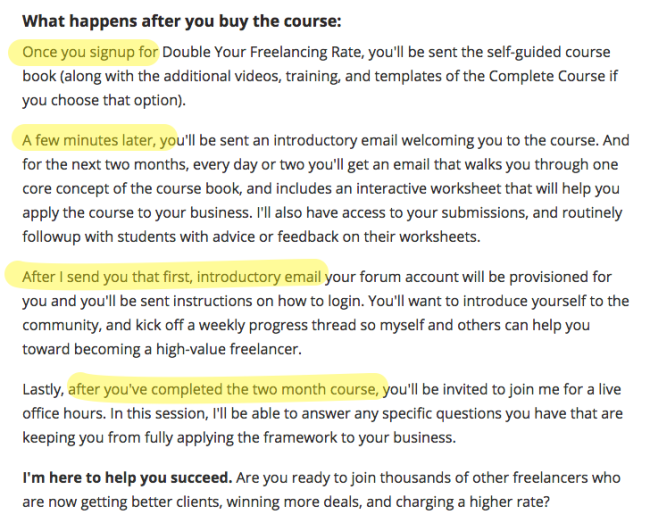 What happens after you buy the course:
Once you signup for Double Your Freelancing Rate, you'll be sent the self-guided course
book (along with the additional videos, training, and templates of the Complete Course if
you choose that option).
A few minutes later, you'll be sent an introductory email welcoming you to the course. And
for the next two months, every day or two you'll get an email that walks you through one
core concept of the course book, and includes an interactive worksheet that will help you
apply the course to your business. I'll also have access to your submissions, and routinely
followup with students with advice or feedback on their worksheets.
After I send you that first, introductory email your forum account will be provisioned for
you and you'll be sent instructions on how to login. You'll want to introduce yourself to the
community, and kick off a weekly progress thread so myself and others can help you
toward becoming a high-value freelancer.
Lastly, after you've completed the two month course, you'll be invited to join me for a live
office hours. In this session, I'll be able to answer any specific questions you have that are
keeping you from fully applying the framework to your business.
I'm here to help you succeed. Are you ready to join thousands of other freelancers who
are now getting better clients, winning more deals, and charging a higher rate?